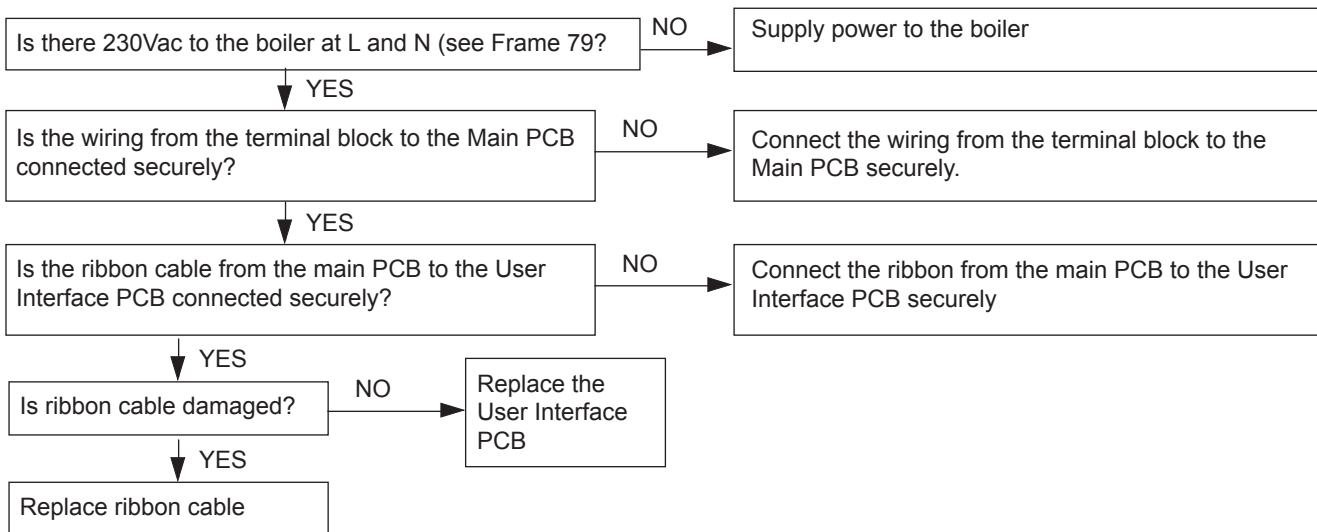 Is there 230Vac to the boiler at L and N (see Frame 79?
NO
Supply power to the boiler
YES
Is the wiring from the terminal block to the Main PCB
connected securely?
NO
Connect the wiring from the terminal block to the
Main PCB securely.
YES
Is the ribbon cable from the main PCB to the User
Interface PCB connected securely?
NO
Connect the ribbon from the main PCB to the User
Interface PCB securely
YES
Is ribbon cable damaged?
NO
Replace the
User Interface
PCB
YES
Replace ribbon cable